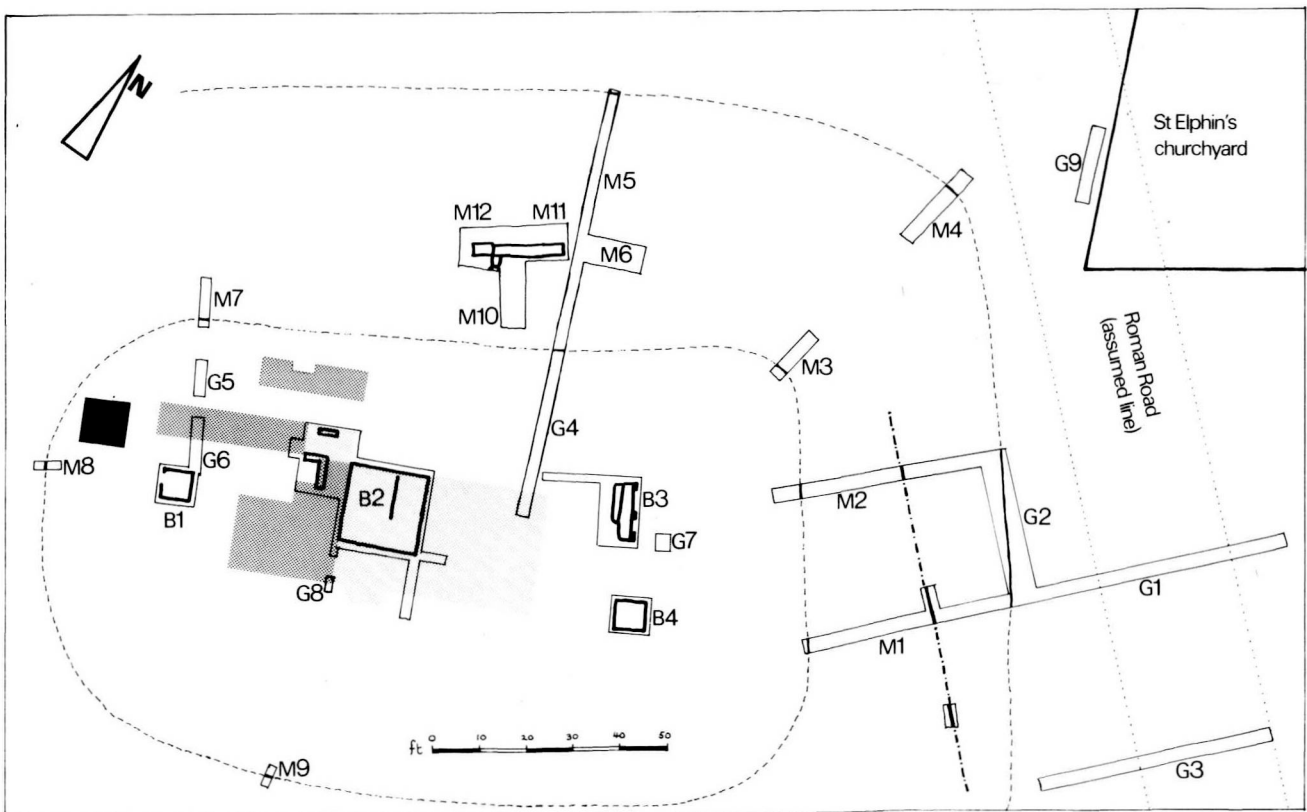 N
St Elphin's
churchyard
G9
M5
M4
M12
M11
M6
M7
M10
Roman Road
(assumed line)
M3
G5
G4
M8
G6
B1
B2
B3
M2
G2
G7
G8
B4
G1
M1
ft 0 10 20 30 40 50
M9
G3